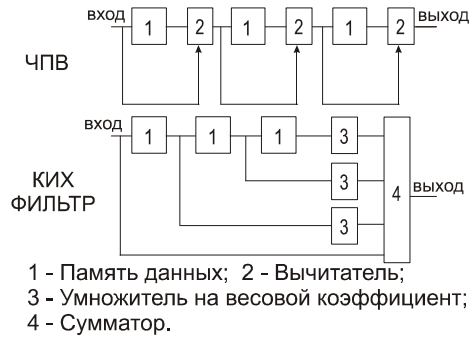 вход 1 2 1 2 1 2 выход
ЧПВ
вход 1 1 1 3
3
КИХ ФИЛЬТР
4 выход
3
1 - Память данных; 2 - Вычитатель;
3 - Умножитель на весовой коэффициент;
4 - Сумматор.